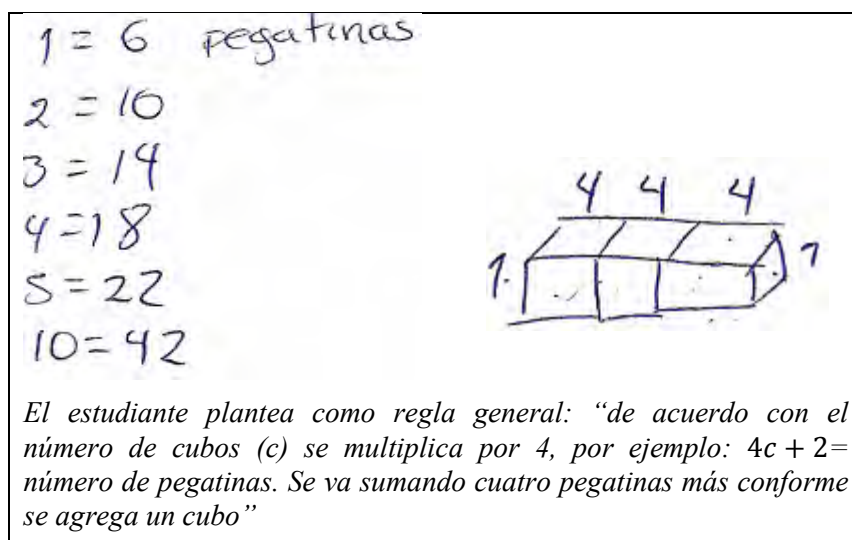 1 = 6 pegatinas
2 = 10
3 = 14
4 = 18
5 = 22
10 = 42
4 4 4
1. 1
El estudiante plantea como regla general: “de acuerdo con el
número de cubos (c) se multiplica por 4, por ejemplo: 4c + 2=
número de pegatinas. Se va sumando cuatro pegatinas más conforme
se agrega un cubo”